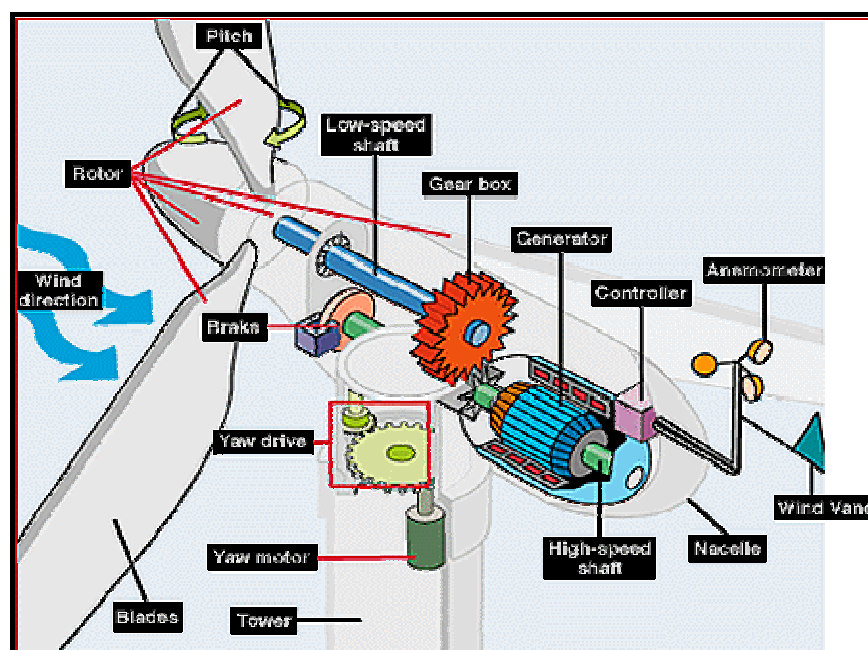 Pitch
Low-speed
shaft
Rotor
Gear box
Generator
Anemometer
Wind
direction
Controller
Brake
Yaw drive
Wind Vane
Yaw motor
High-speed
shaft
Nacelle
Blades
Tower